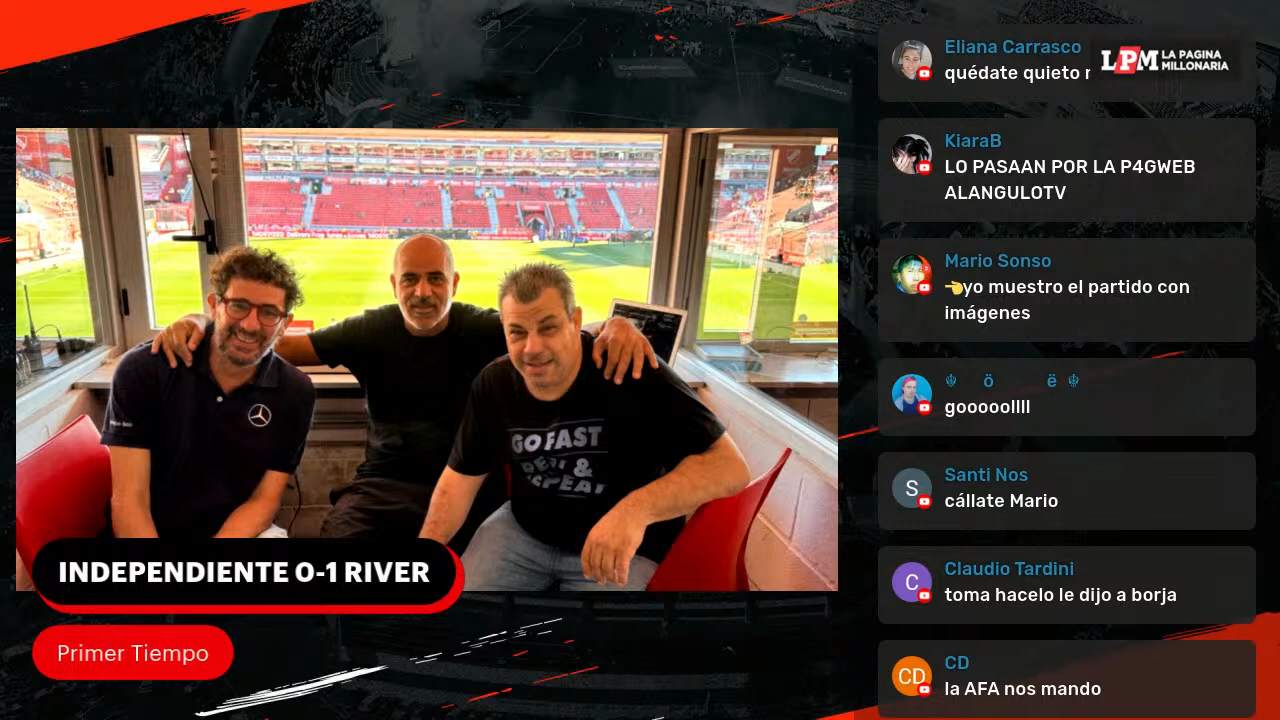 Eliana Carrasco
quédate quieto
LPM LA PAGINA
MILLONARIA
KiaraB
LO PASAAN POR LA P4GWEB
ALANGULOTV
Mario Sonso
👈yo muestro el partido con
imágenes
☬ ö ë ☬
gooooollll
S
Santi Nos
cállate Mario
C
Claudio Tardini
toma hacelo le dijo a borja
CD
CD
la AFA nos mando
GO FAST
&
INDEPENDIENTE 0-1 RIVER
Primer Tiempo